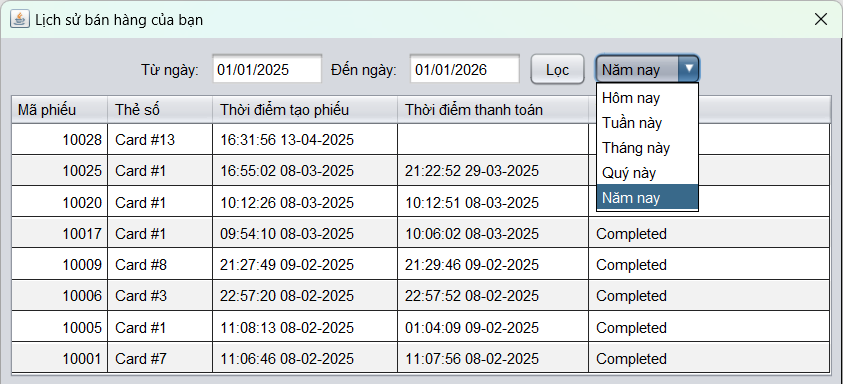 Lịch sử bán hàng của bạn
Từ ngày: 01/01/2025 Đến ngày: 01/01/2026 Lọc Năm nay
Hôm nay
Tuần này
Tháng này
Quý này
Năm nay
Mã phiếu Thẻ số Thời điểm tạo phiếu Thời điểm thanh toán
10028 Card #13 16:31:56 13-04-2025
10025 Card #1 16:55:02 08-03-2025 21:22:52 29-03-2025
10020 Card #1 10:12:26 08-03-2025 10:12:51 08-03-2025
10017 Card #1 09:54:10 08-03-2025 10:06:02 08-03-2025 Completed
10009 Card #8 21:27:49 09-02-2025 21:29:46 09-02-2025 Completed
10006 Card #3 22:57:20 08-02-2025 22:57:52 08-02-2025 Completed
10005 Card #1 11:08:13 08-02-2025 01:04:09 09-02-2025 Completed
10001 Card #7 11:06:46 08-02-2025 11:07:56 08-02-2025 Completed